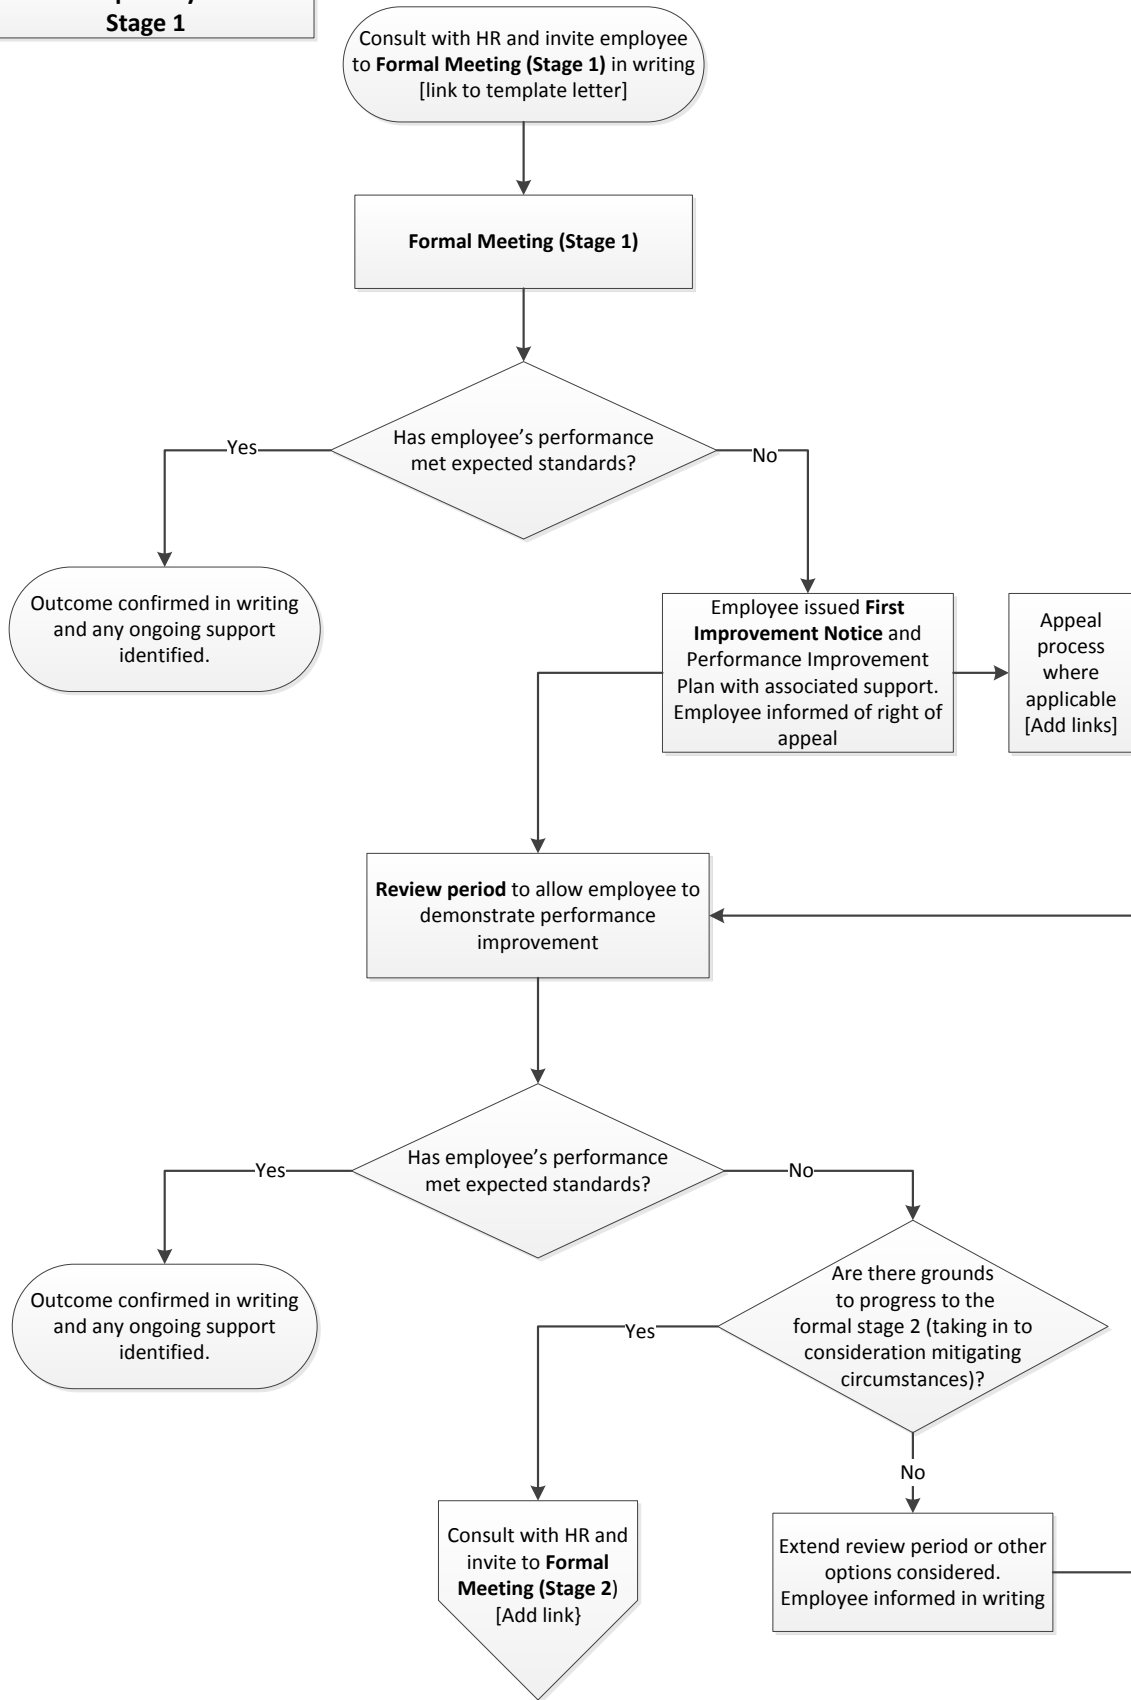 Stage 1
Consult with HR and invite employee
to Formal Meeting (Stage 1) in writing
[link to template letter]
Formal Meeting (Stage 1)
Has employee’s performance
met expected standards?
Yes
No
Outcome confirmed in writing
and any ongoing support
identified.
Employee issued First
Improvement Notice and
Performance Improvement
Plan with associated support.
Employee informed of right of
appeal
Appeal
process
where
applicable
[Add links]
Review period to allow employee to
demonstrate performance
improvement
Has employee’s performance
met expected standards?
Yes
No
Outcome confirmed in writing
and any ongoing support
identified.
Are there grounds
to progress to the
formal stage 2 (taking in to
consideration mitigating
circumstances)?
Yes
No
Consult with HR and
invite to Formal
Meeting (Stage 2)
[Add link}
Extend review period or other
options considered.
Employee informed in writing